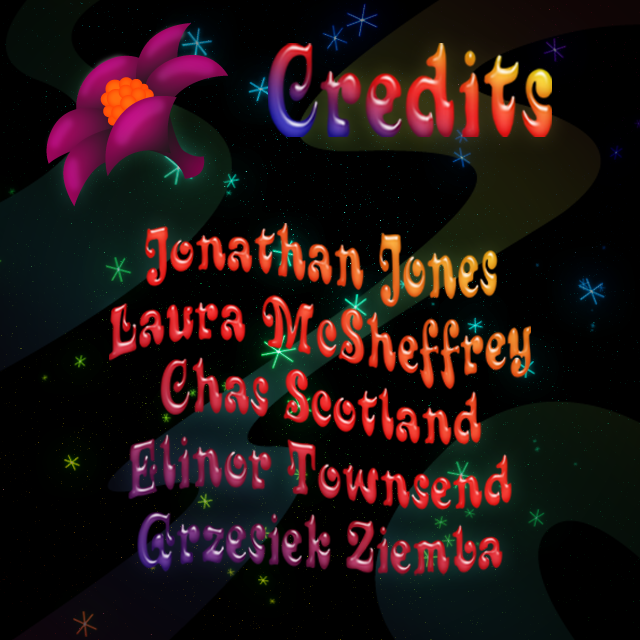 Credits
Jonathan Jones
Laura McSheffrey
Chas Scotland
Elinor Townsend
Grzesiek Ziemba